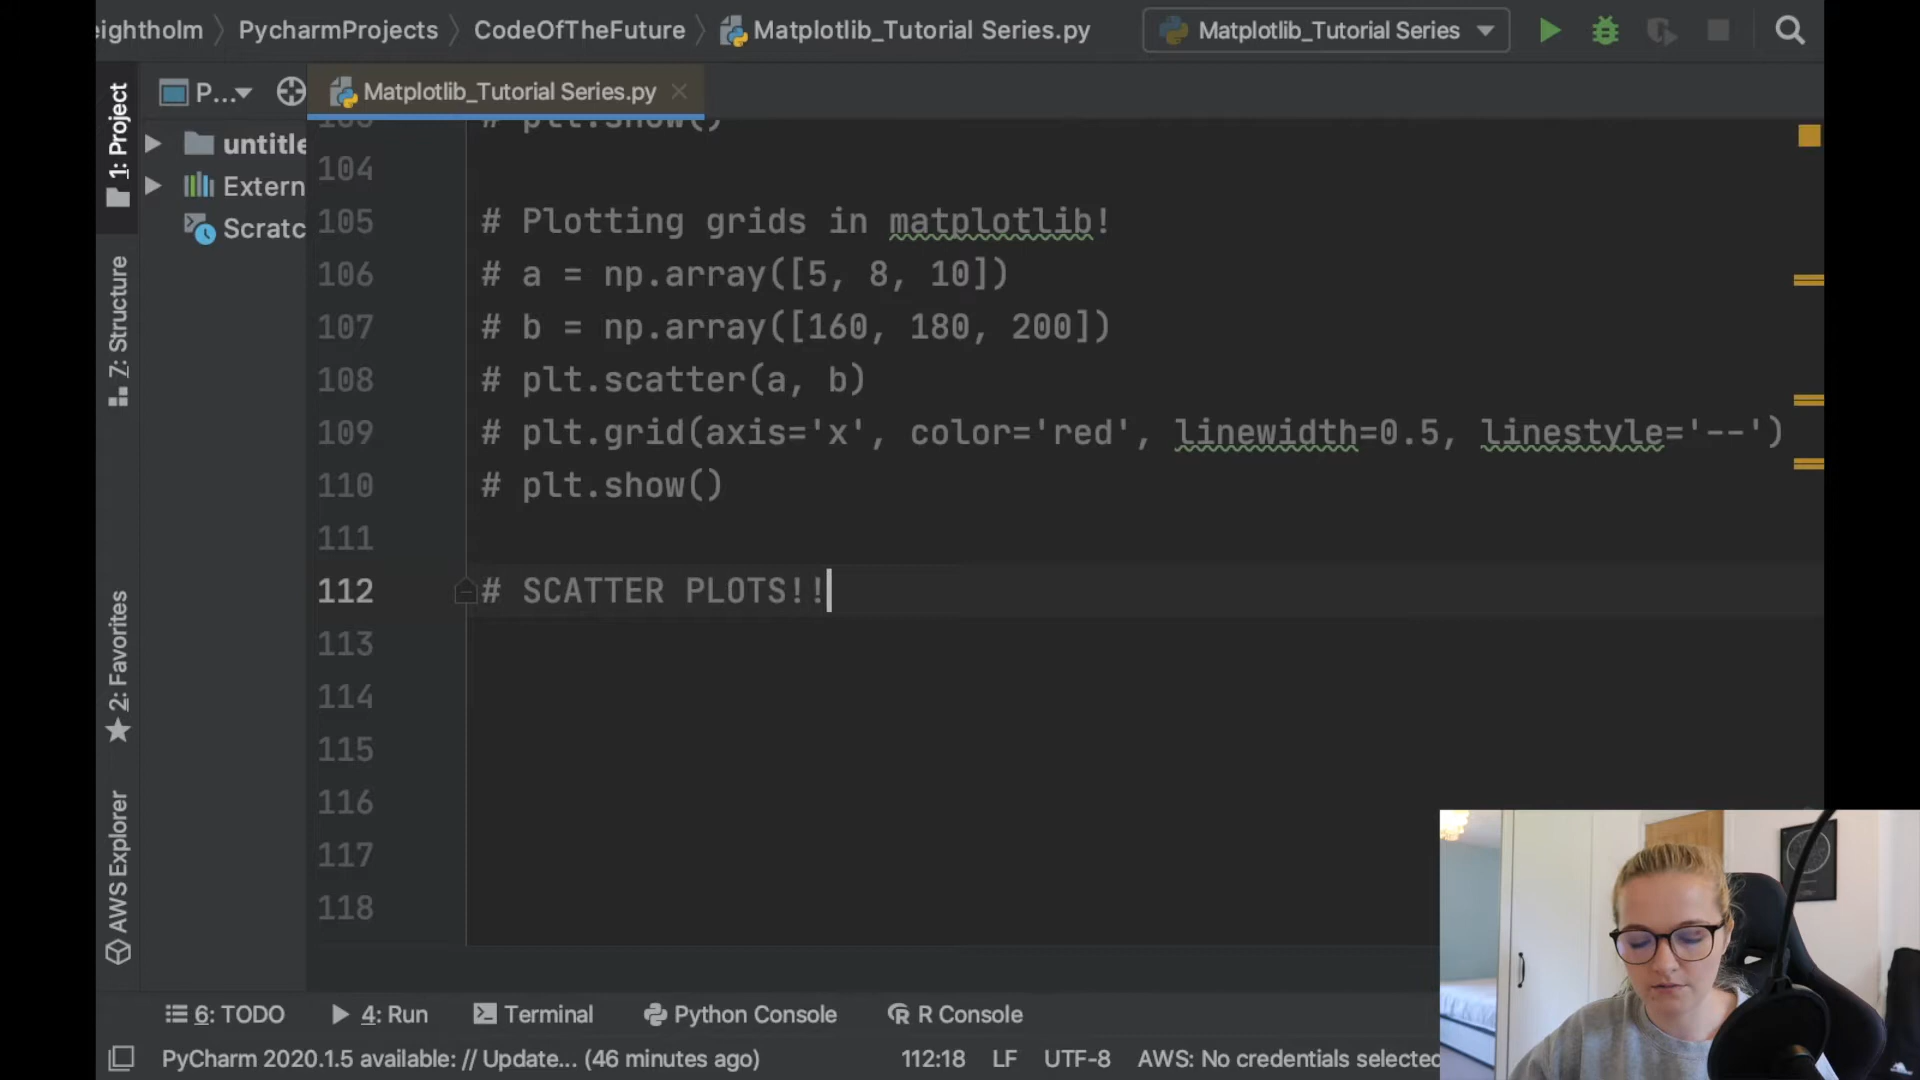 eightholm > PycharmProjects > CodeOfTheFuture > Matplotlib_Tutorial Series.py Matplotlib_Tutorial Series
P... Matplotlib_Tutorial Series.py
1: Project
7: Structure
2: Favorites
AWS Explorer
untitle
Extern
Scratc
103 # plt.show()
104
105 # Plotting grids in matplotlib!
106 # a = np.array([5, 8, 10])
107 # b = np.array([160, 180, 200])
108 # plt.scatter(a, b)
109 # plt.grid(axis='x', color='red', linewidth=0.5, linestyle='--')
110 # plt.show()
111
112 # SCATTER PLOTS!!
113
114
115
116
117
118
6: TODO 4: Run Terminal Python Console R Console
PyCharm 2020.1.5 available: // Update... (46 minutes ago) 112:18 LF UTF-8 AWS: No credentials selected